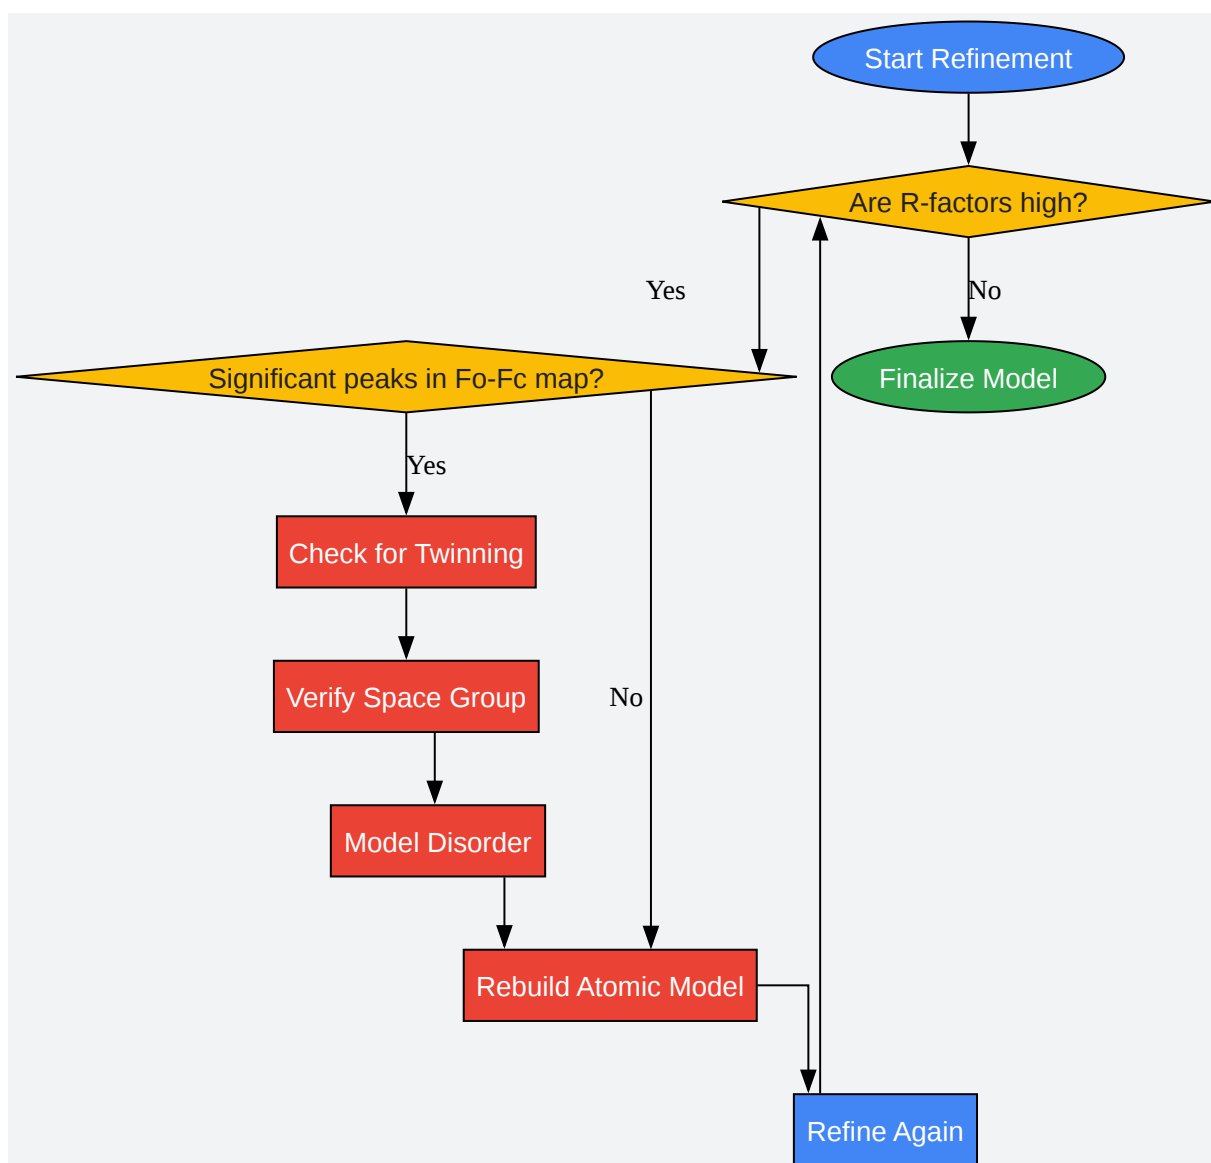 Start Refinement
Are R-factors high?
Yes
No
Significant peaks in Fo-Fc map?
Finalize Model
Yes
Check for Twinning
Verify Space Group
No
Model Disorder
Rebuild Atomic Model
Refine Again